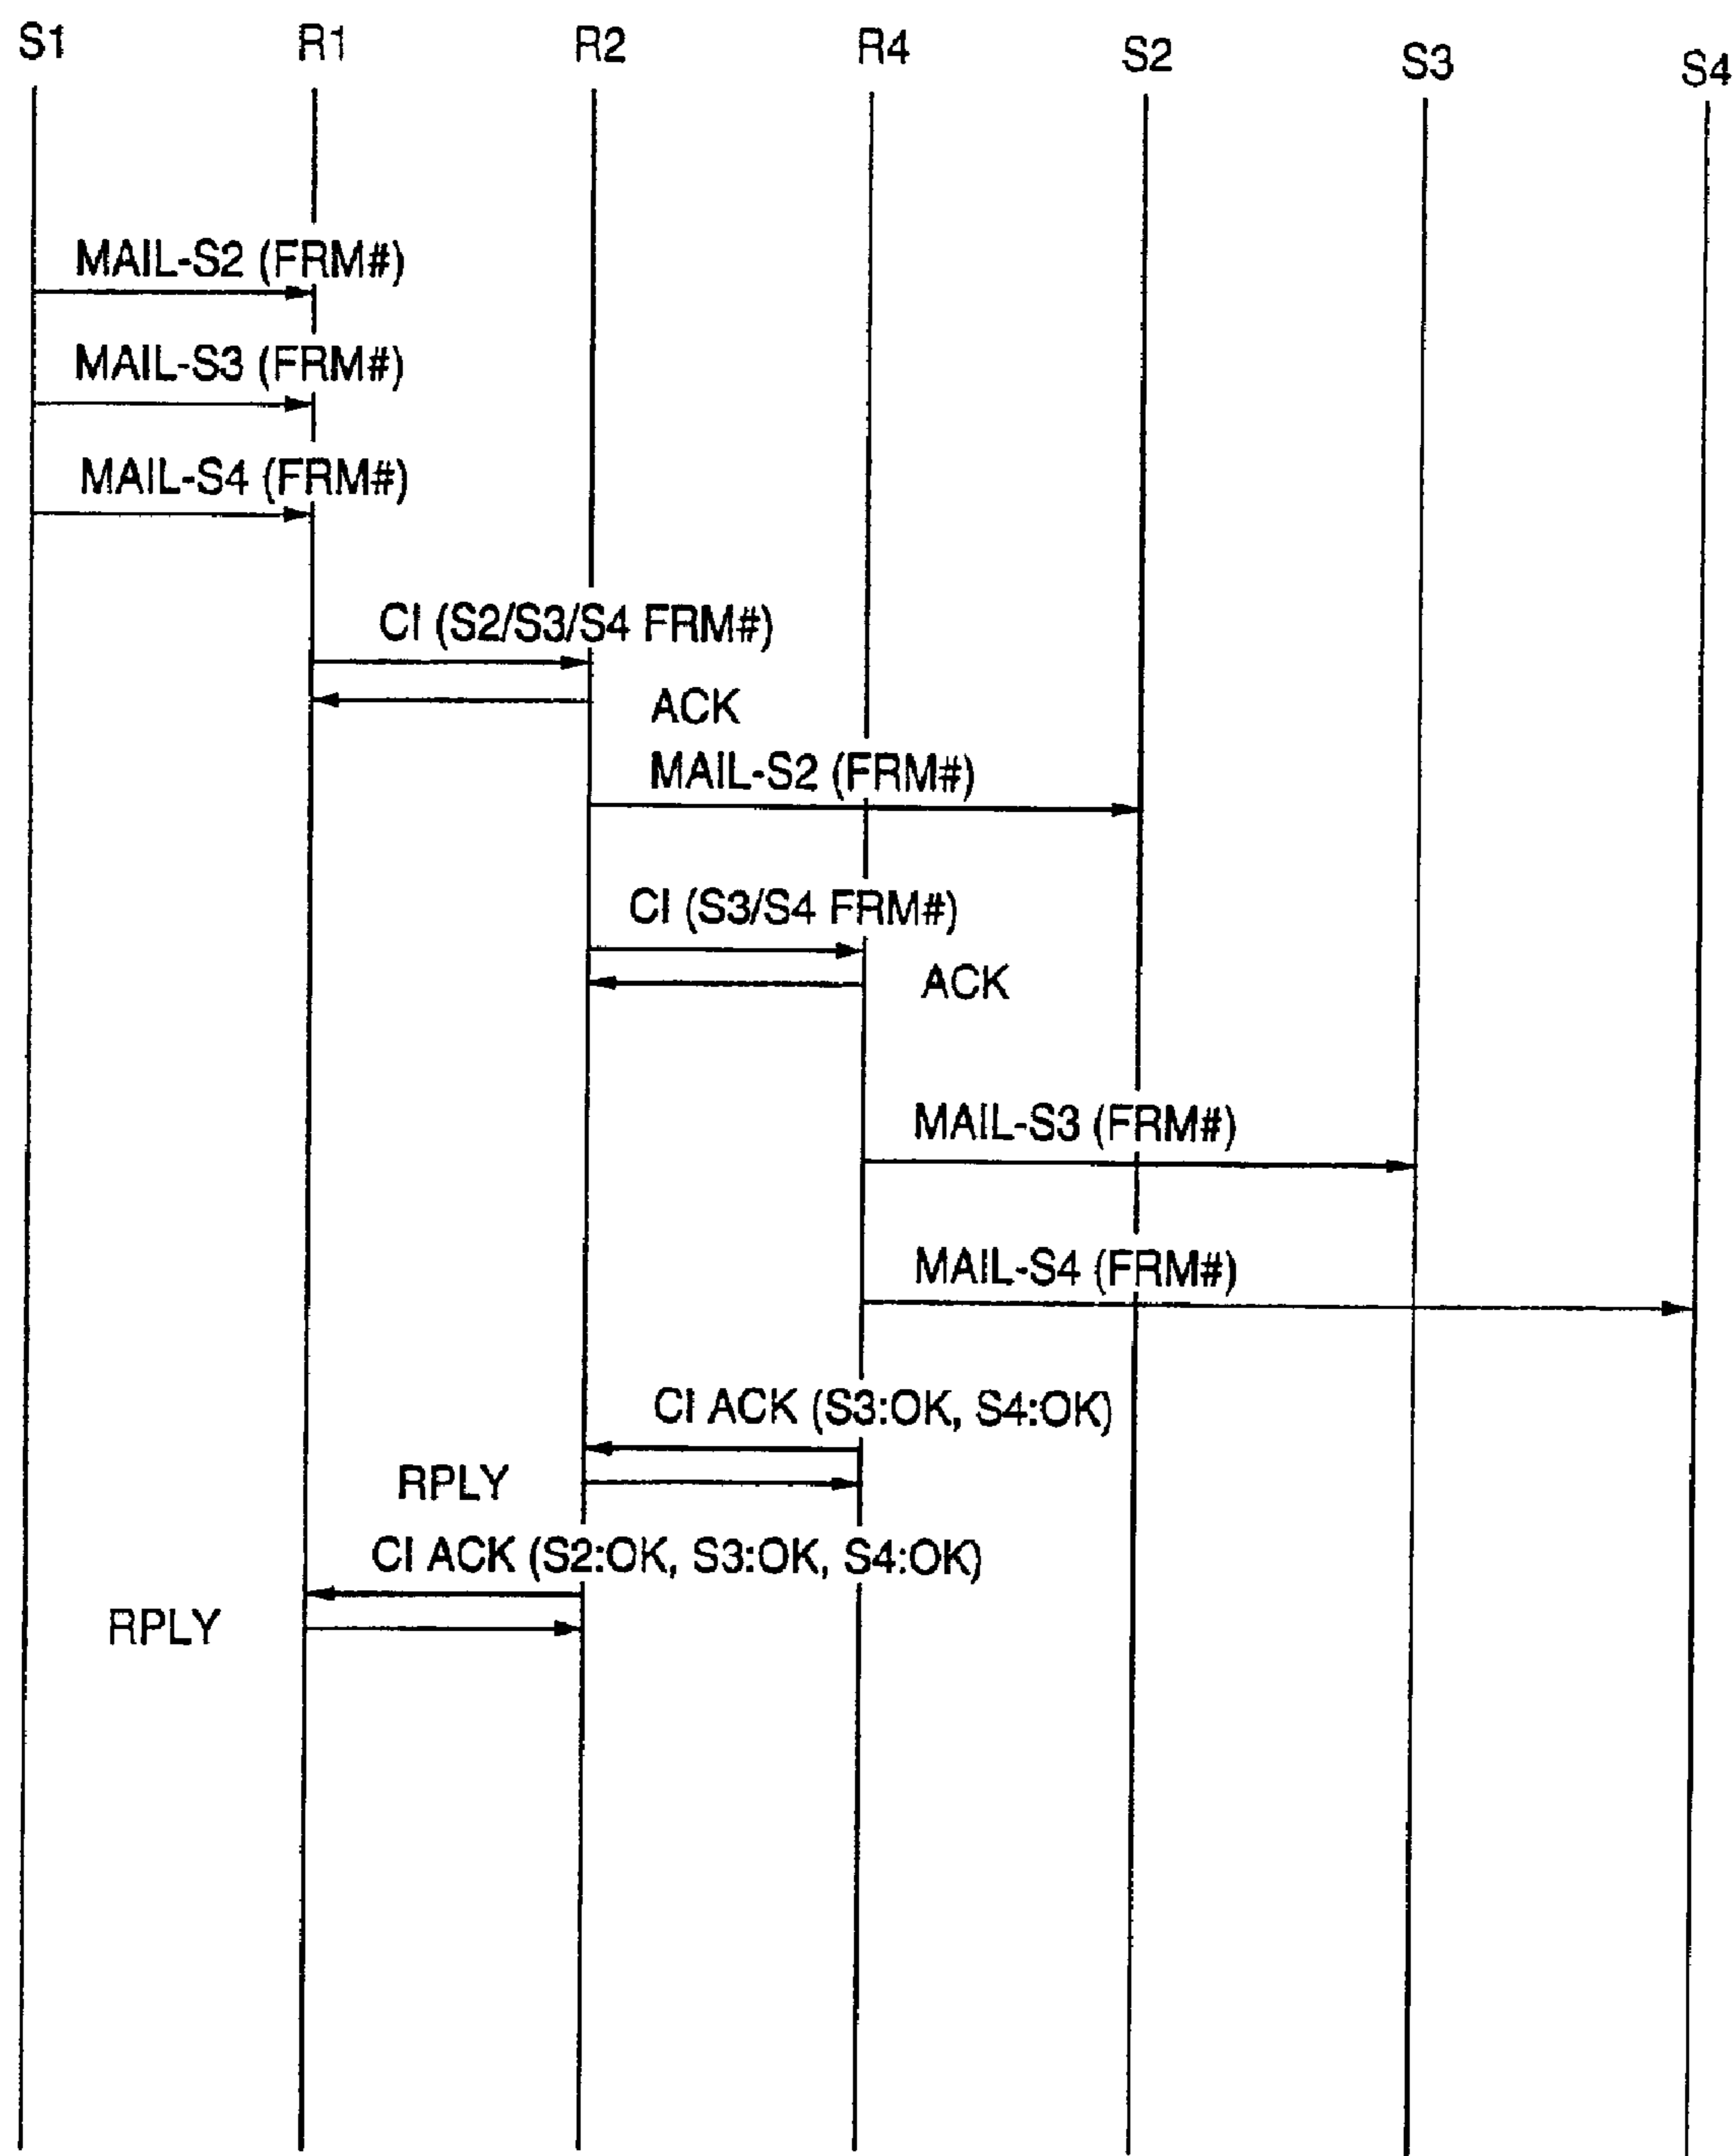 S1 R1 R2 R4 S2 S3 S4
MAIL-S2 (FRM#)
MAIL-S3 (FRM#)
MAIL-S4 (FRM#)
CI (S2/S3/S4 FRM#)
ACK
MAIL-S2 (FRM#)
CI (S3/S4 FRM#)
ACK
MAIL-S3 (FRM#)
MAIL-S4 (FRM#)
CI ACK (S3:OK, S4:OK)
RPLY
CI ACK (S2:OK, S3:OK, S4:OK)
RPLY